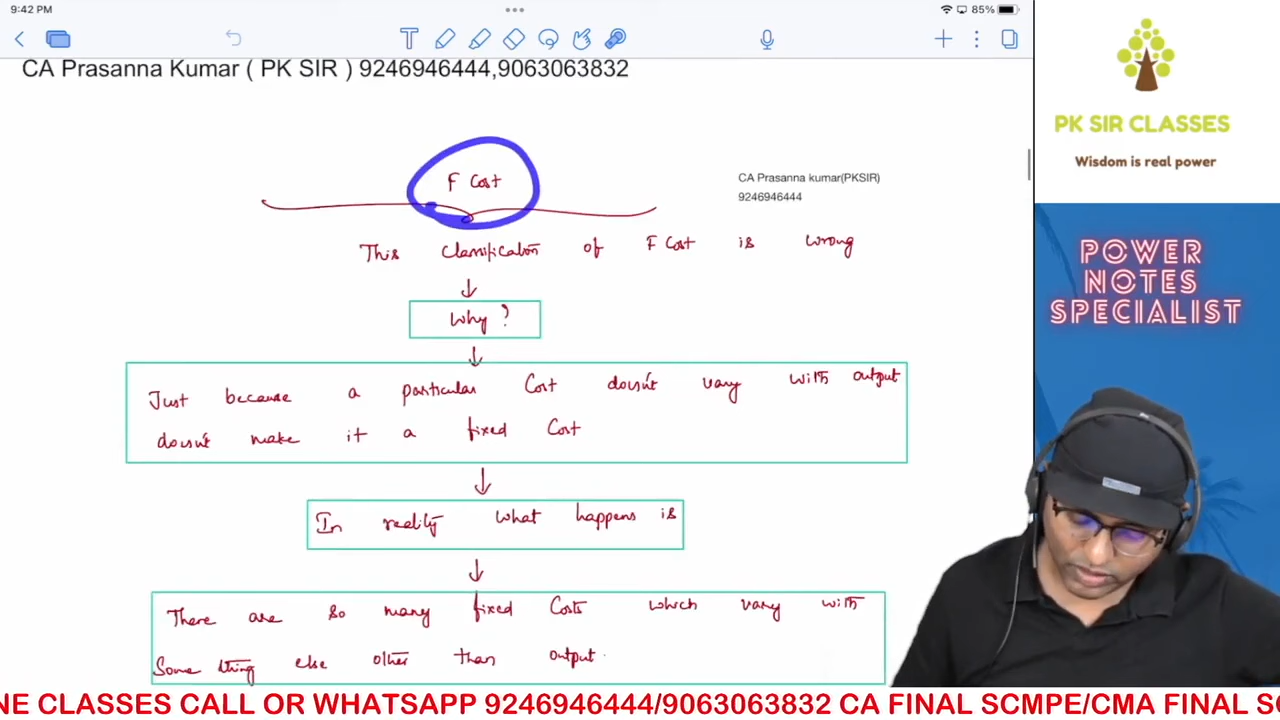 9:42 PM
85%
CA Prasanna Kumar ( PK SIR ) 9246946444,9063063832
PK SIR CLASSES
Wisdom is real power
F Cost
CA Prasanna kumar(PKSIR)
9246946444
This Classification of F Cost is wrong
Why ?
Just because a particular Cost doesn't vary with output
doesn't make it a fixed Cost
In reality what happens is
There are so many fixed Costs which vary with
Some thing else other than output.
POWER
NOTES
SPECIALIST
NE CLASSES CALL OR WHATSAPP 9246946444/9063063832 CA FINAL SCMPE/CMA FINAL SC